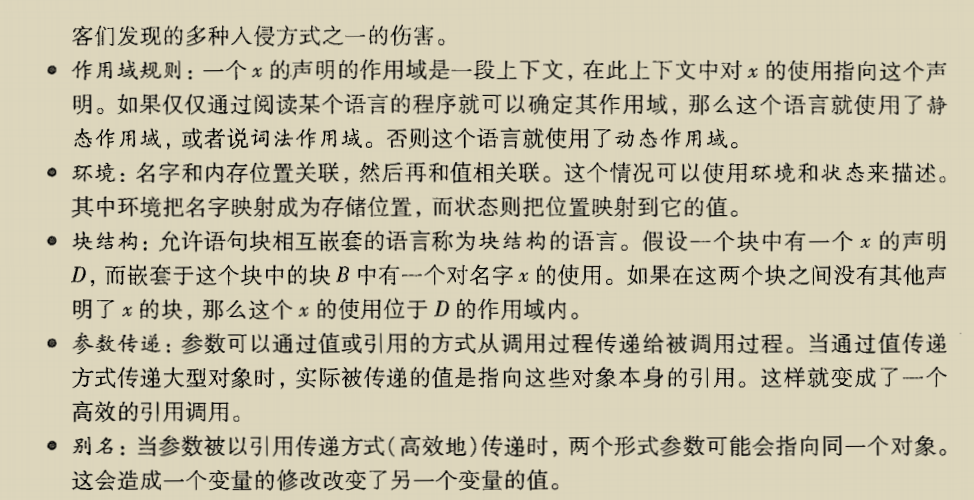 客们发现的多种入侵方式之一的伤害。
• 作用域规则：一个 x 的声明的作用域是一段上下文，在此上下文中对 x 的使用指向这个声
明。如果仅仅通过阅读某个语言的程序就可以确定其作用域，那么这个语言就使用了静
态作用域，或者说词法作用域。否则这个语言就使用了动态作用域。
• 环境：名字和内存位置关联，然后再和值相关联。这个情况可以使用环境和状态来描述。
其中环境把名字映射成为存储位置，而状态则把位置映射到它的值。
• 块结构：允许语句块相互嵌套的语言称为块结构的语言。假设一个块中有一个 x 的声明
D，而嵌套于这个块中的块 B 中有一个对名字 x 的使用。如果在这两个块之间没有其他声
明了 x 的块，那么这个 x 的使用位于 D 的作用域内。
• 参数传递：参数可以通过值或引用的方式从调用过程传递给被调用过程。当通过值传递
方式传递大型对象时，实际被传递的值是指向这些对象本身的引用。这样就变成了一个
高效的引用调用。
• 别名：当参数被以引用传递方式（高效地）传递时，两个形式参数可能会指向同一个对象。
这会造成一个变量的修改改变了另一个变量的值。